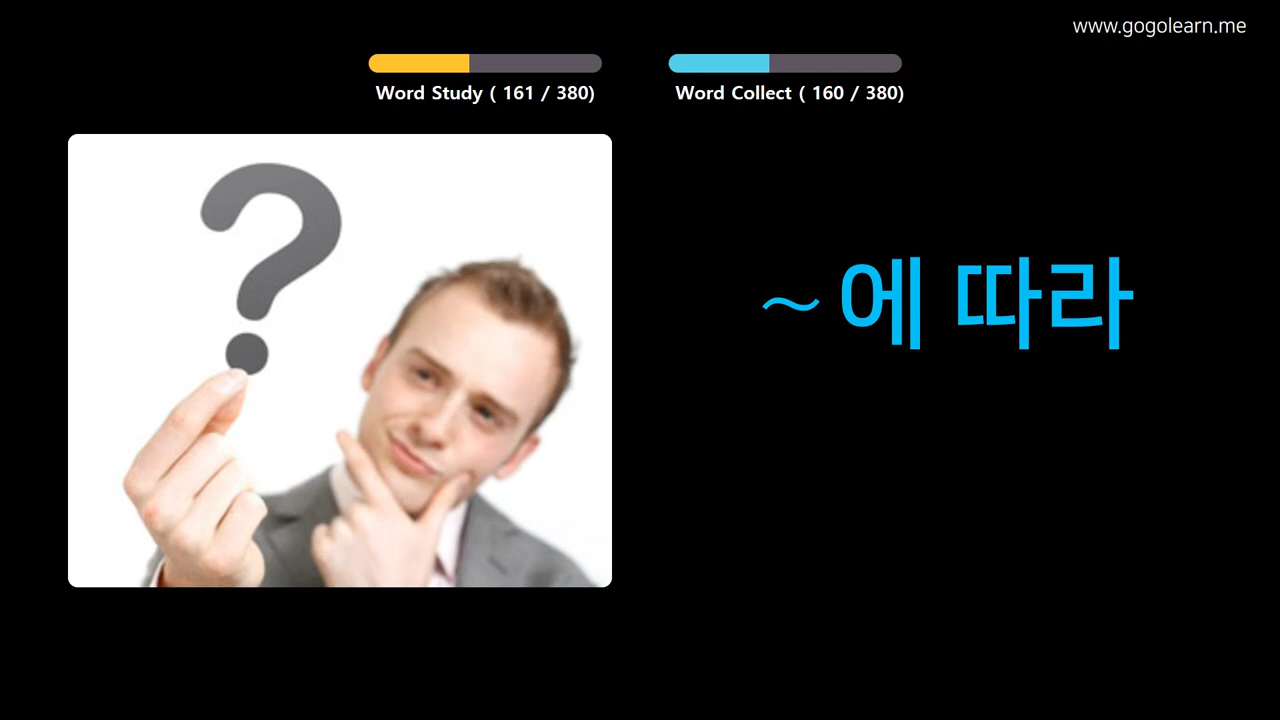 www.gogolearn.me
Word Study ( 161 / 380)
Word Collect ( 160 / 380)
?
~에 따라